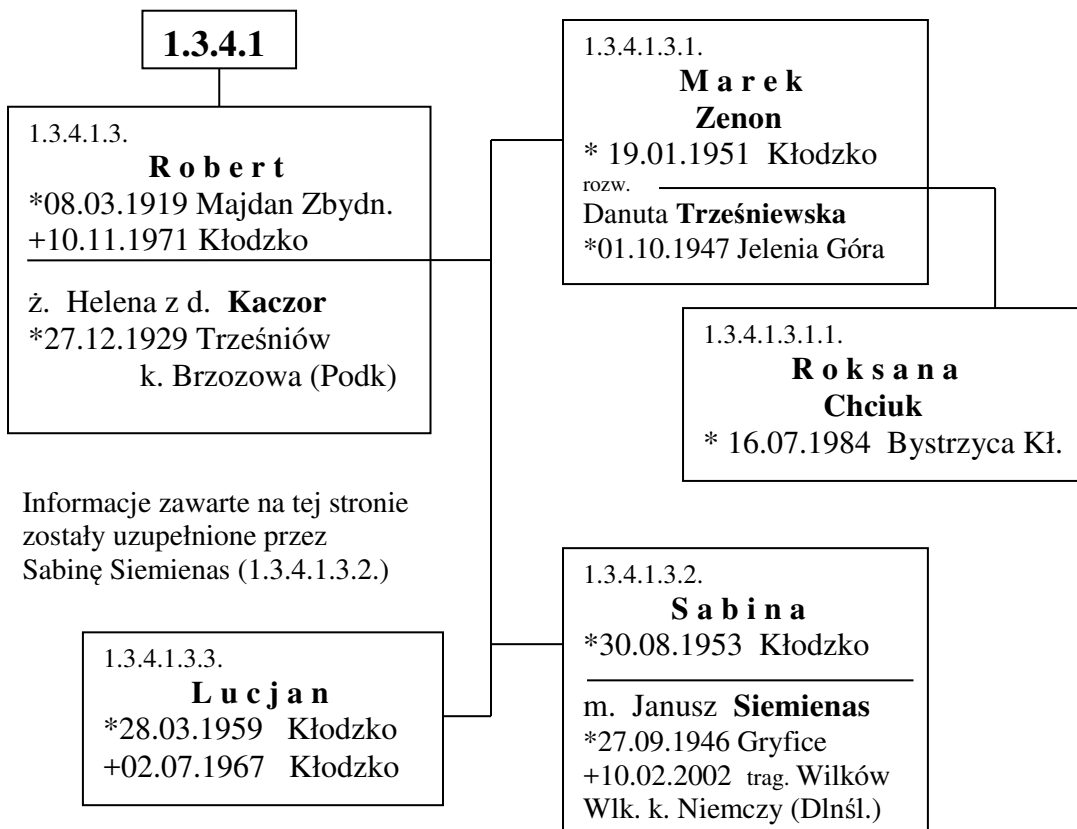 1.3.4.1
1.3.4.1.3.
R o b e r t
*08.03.1919 Majdan Zbydn.
+10.11.1971 Kłodzko
ż. Helena z d. Kaczor
*27.12.1929 Trześniów
k. Brzozowa (Podk)
1.3.4.1.3.1.
M a r e k
Zenon
* 19.01.1951 Kłodzko
rozw.
Danuta Trześniewska
*01.10.1947 Jelenia Góra
1.3.4.1.3.1.1.
R o k s a n a
Chciuk
* 16.07.1984 Bystrzyca Kł.
Informacje zawarte na tej stronie
zostały uzupełnione przez
Sabinę Siemienas (1.3.4.1.3.2.)
1.3.4.1.3.2.
S a b i n a
*30.08.1953 Kłodzko
m. Janusz Siemienas
*27.09.1946 Gryfice
+10.02.2002 trag. Wilków
Wlk. k. Niemczy (Dlnśl.)
1.3.4.1.3.3.
L u c j a n
*28.03.1959 Kłodzko
+02.07.1967 Kłodzko